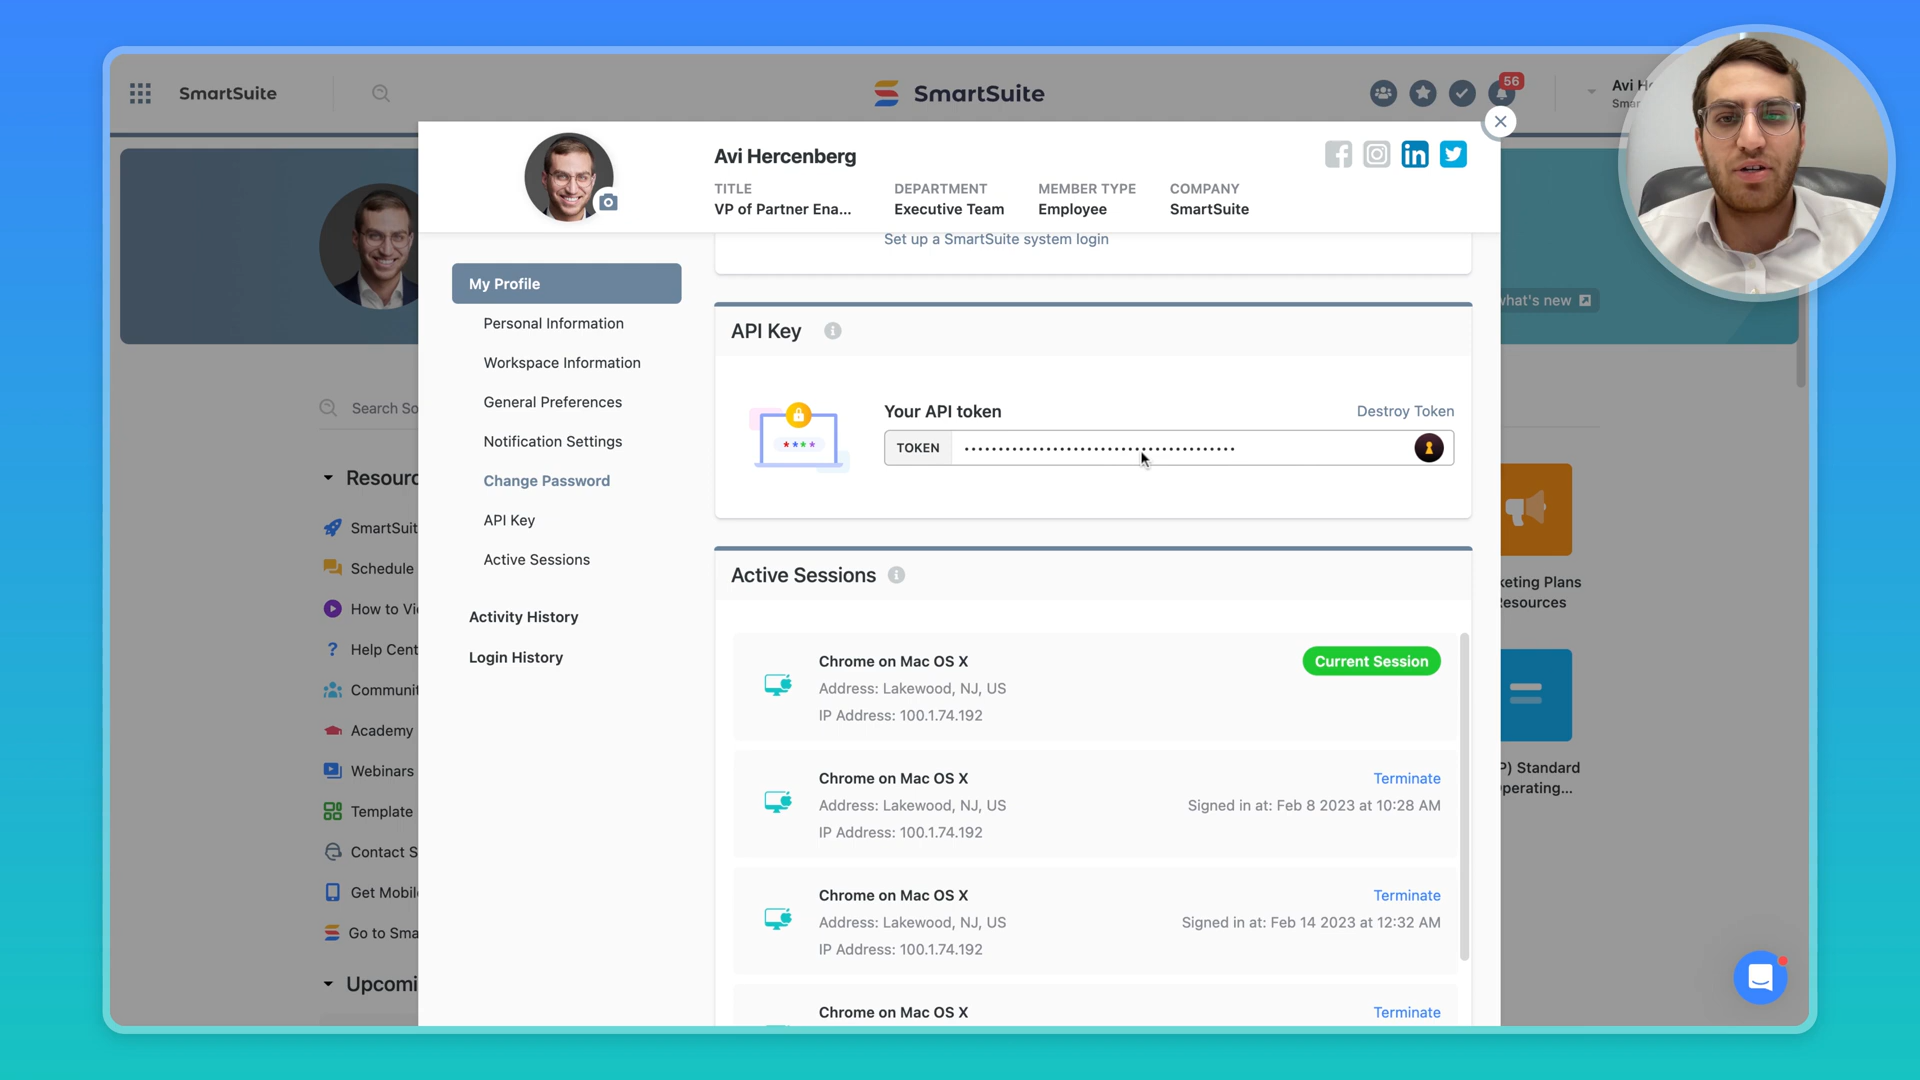 SmartSuite
SmartSuite
56
Avi H
Smar
Avi Hercenberg
TITLE
VP of Partner Ena...
DEPARTMENT
Executive Team
MEMBER TYPE
Employee
COMPANY
SmartSuite
Set up a SmartSuite system login
My Profile
Personal Information
Workspace Information
General Preferences
Notification Settings
Change Password
API Key
Active Sessions
Activity History
Login History
API Key
Your API token
Destroy Token
TOKEN
****
Active Sessions
Chrome on Mac OS X
Current Session
Address: Lakewood, NJ, US
IP Address: 100.1.74.192
Chrome on Mac OS X
Terminate
Address: Lakewood, NJ, US
Signed in at: Feb 8 2023 at 10:28 AM
IP Address: 100.1.74.192
Chrome on Mac OS X
Terminate
Address: Lakewood, NJ, US
Signed in at: Feb 14 2023 at 12:32 AM
IP Address: 100.1.74.192
Chrome on Mac OS X
Terminate
Search So
Resourc
SmartSuit
Schedule
How to Vi
Help Cent
Communit
Academy
Webinars
Template
Contact S
Get Mobil
Go to Sma
Upcomi
what's new
keting Plans
Resources
P) Standard
Operating...